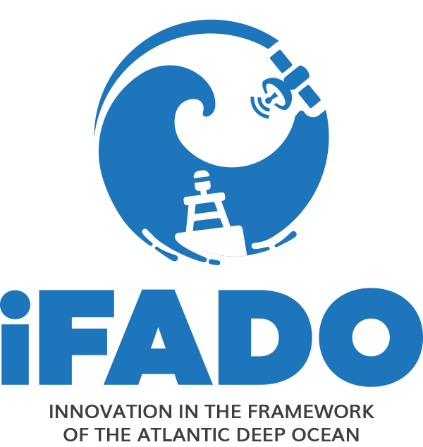 iFADO
INNOVATION IN THE FRAMEWORK
OF THE ATLANTIC DEEP OCEAN